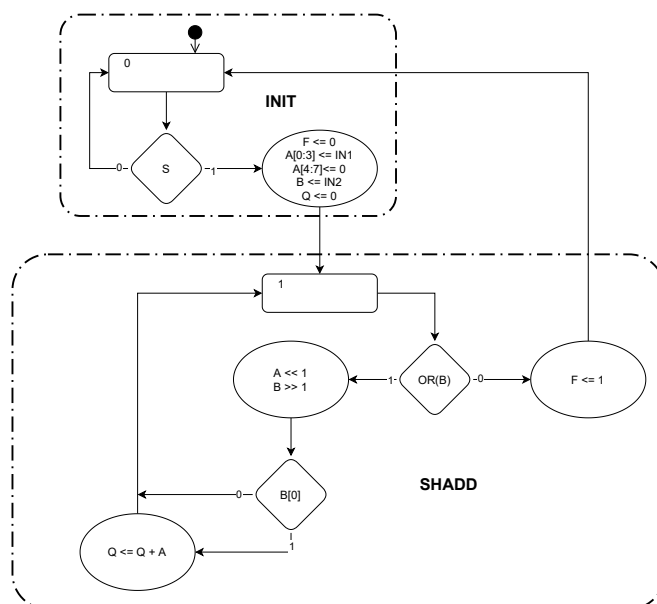 0
INIT
S
0
1
F <= 0
A[0:3] <= IN1
A[4:7]<= 0
B <= IN2
Q <= 0
1
A << 1
B >> 1
1
OR(B)
0
F <= 1
0
B[0]
1
SHADD
Q <= Q + A